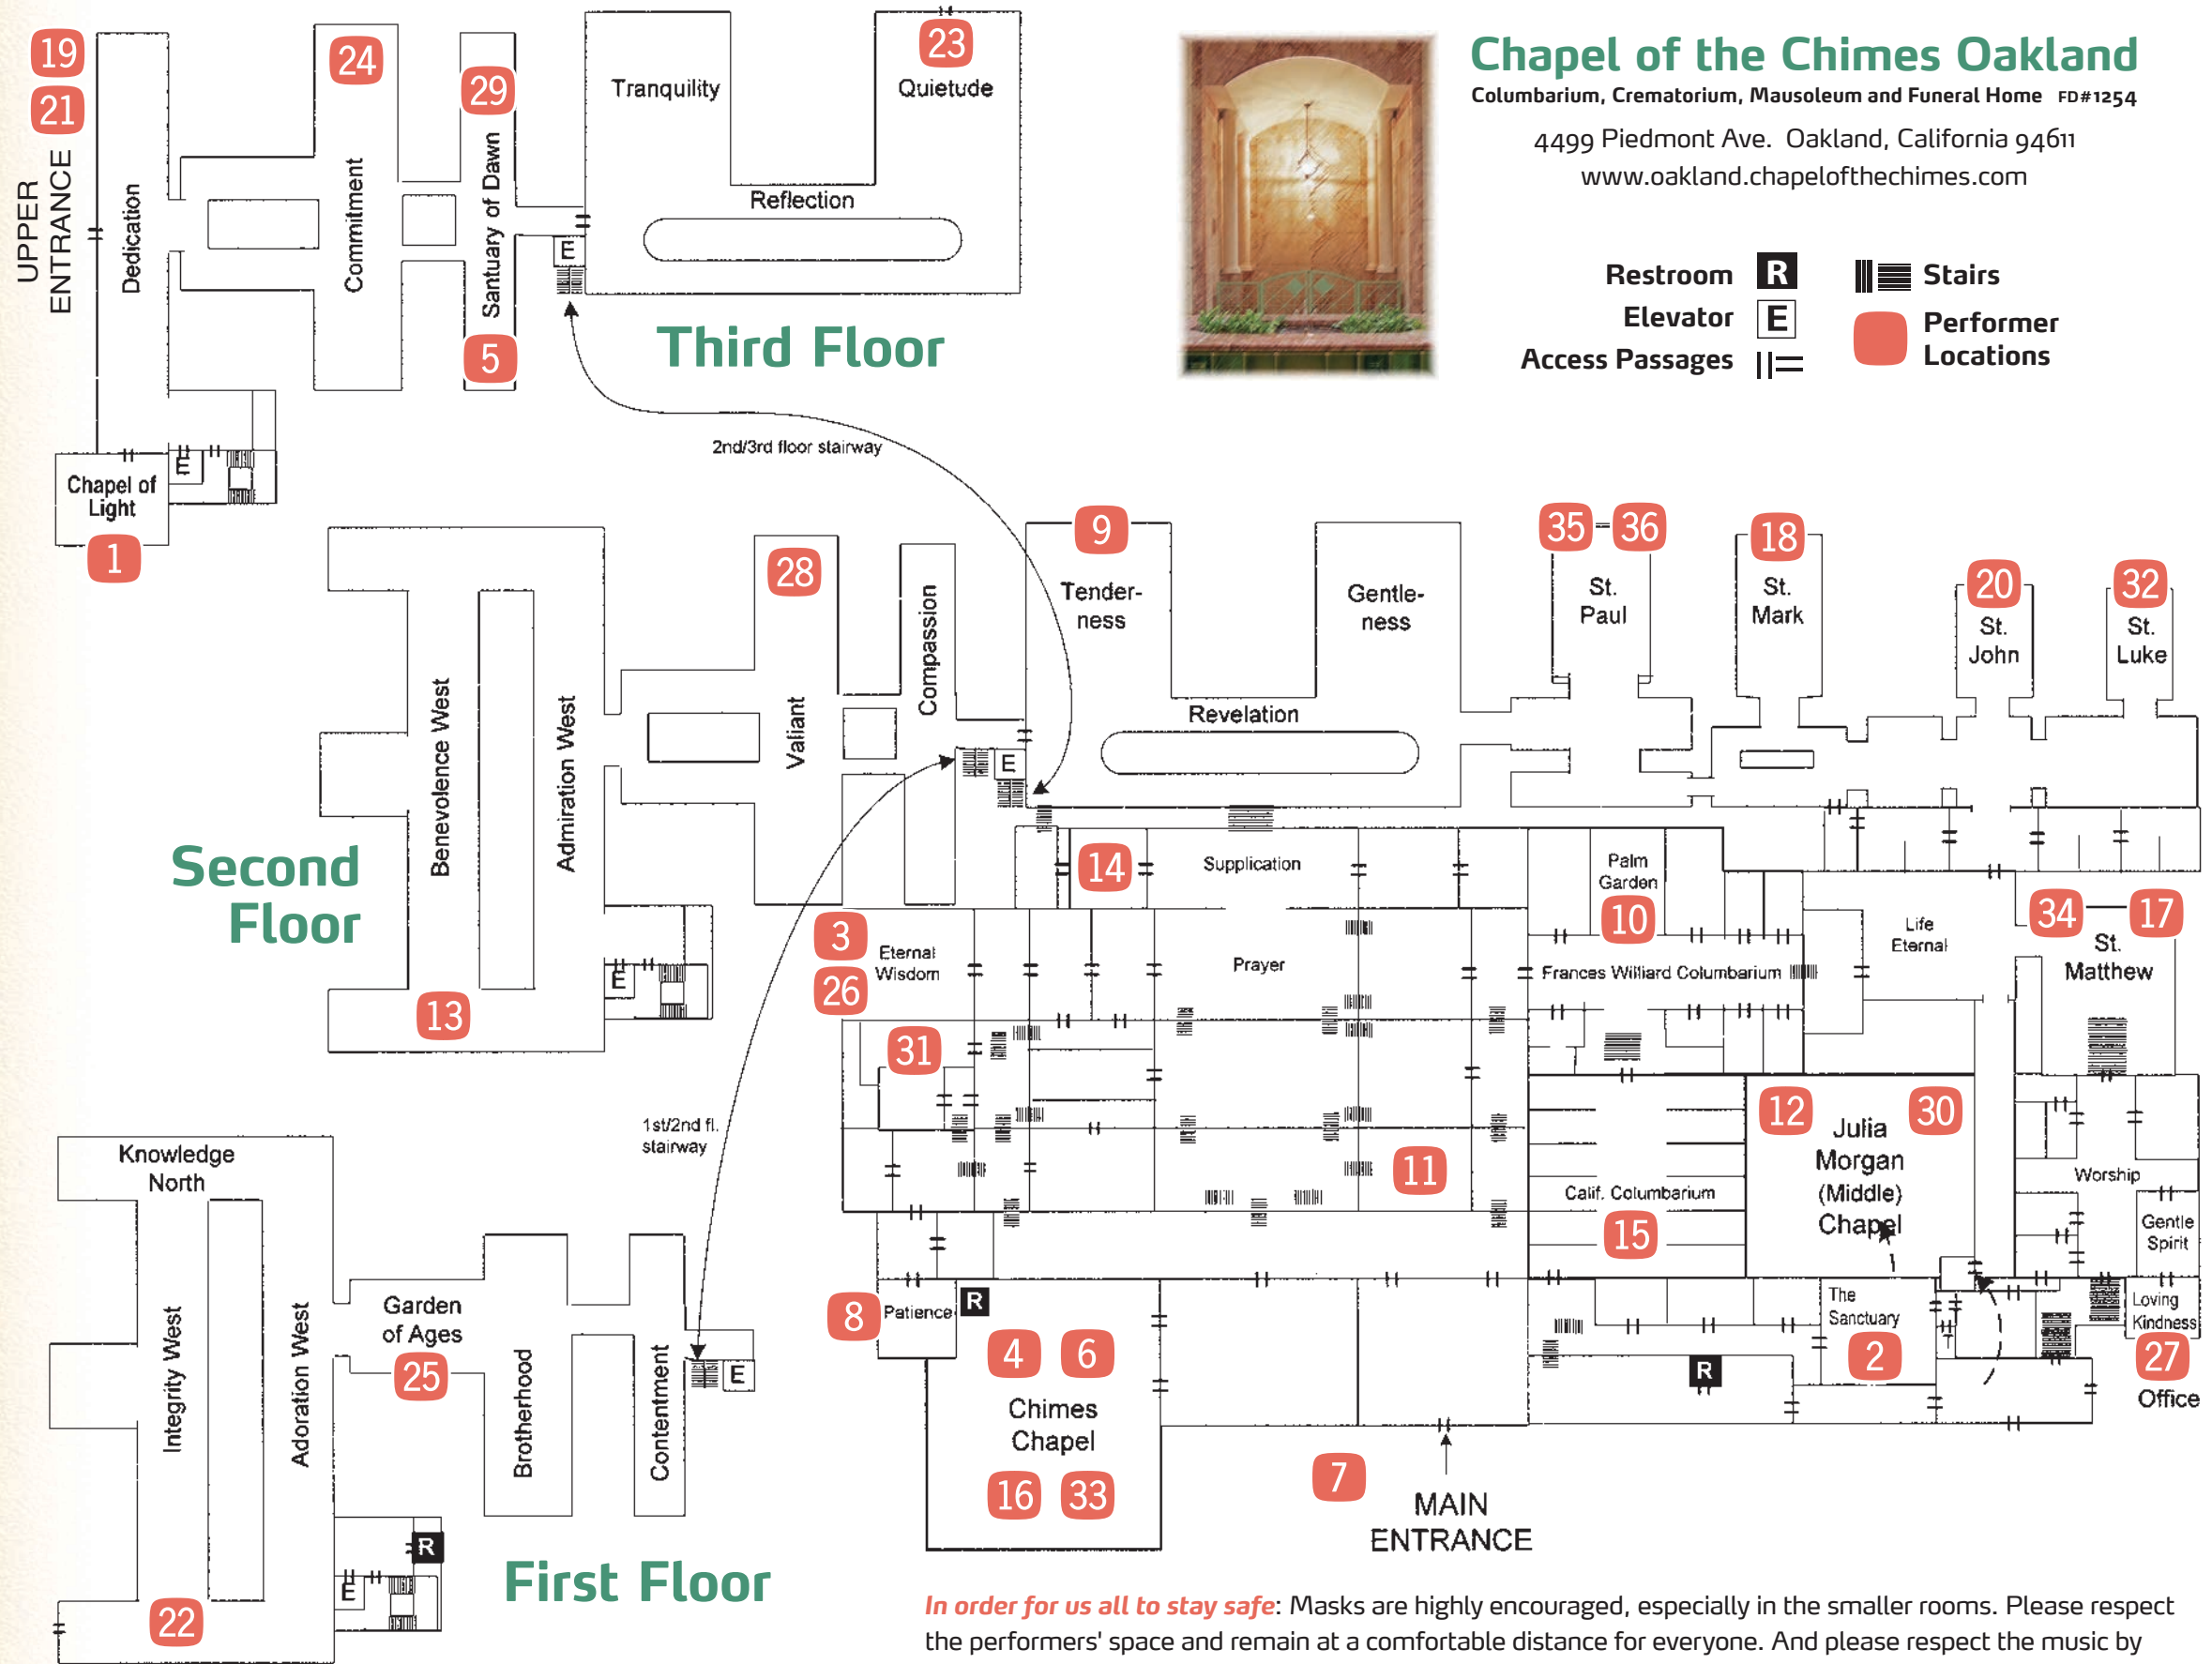 Chapel of the Chimes Oakland
Columbarium, Crematorium, Mausoleum and Funeral Home FD#1254
4499 Piedmont Ave. Oakland, California 94611
www.oakland.chapelofthechimes.com
Restroom R
Stairs
Elevator E
Performer
Locations
Access Passages
19
21
UPPER
ENTRANCE
Dedication
24
Commitment
29
Santuary of Dawn
5
E
Tranquility
23
Quietude
Reflection
Third Floor
E
Chapel of
Light
1
2nd/3rd floor stairway
Second
Floor
Benevolence West
Admiration West
13
E
28
Valiant
Compassion
E
9
Tender-
ness
Gentle-
ness
Revelation
35
36
St.
Paul
18
St.
Mark
20
St.
John
32
St.
Luke
14
Supplication
Palm
Garden
10
Life
Eternal
34
17
St.
Matthew
3
26
Eternal
Wisdom
Prayer
Frances Williard Columbarium
31
1st/2nd fl.
stairway
11
12
30
Julia
Morgan
(Middle)
Chapel
Calif. Columbarium
15
Worship
Gentle
Spirit
Knowledge
North
Integrity West
Adoration West
22
Garden
of Ages
25
Brotherhood
Contentment
E
R
E
First Floor
8
Patience
R
4
6
Chimes
Chapel
16
33
7
MAIN
ENTRANCE
R
The
Sanctuary
2
Loving
Kindness
27
Office
In order for us all to stay safe: Masks are highly encouraged, especially in the smaller rooms. Please respect
the performers' space and remain at a comfortable distance for everyone. And please respect the music by